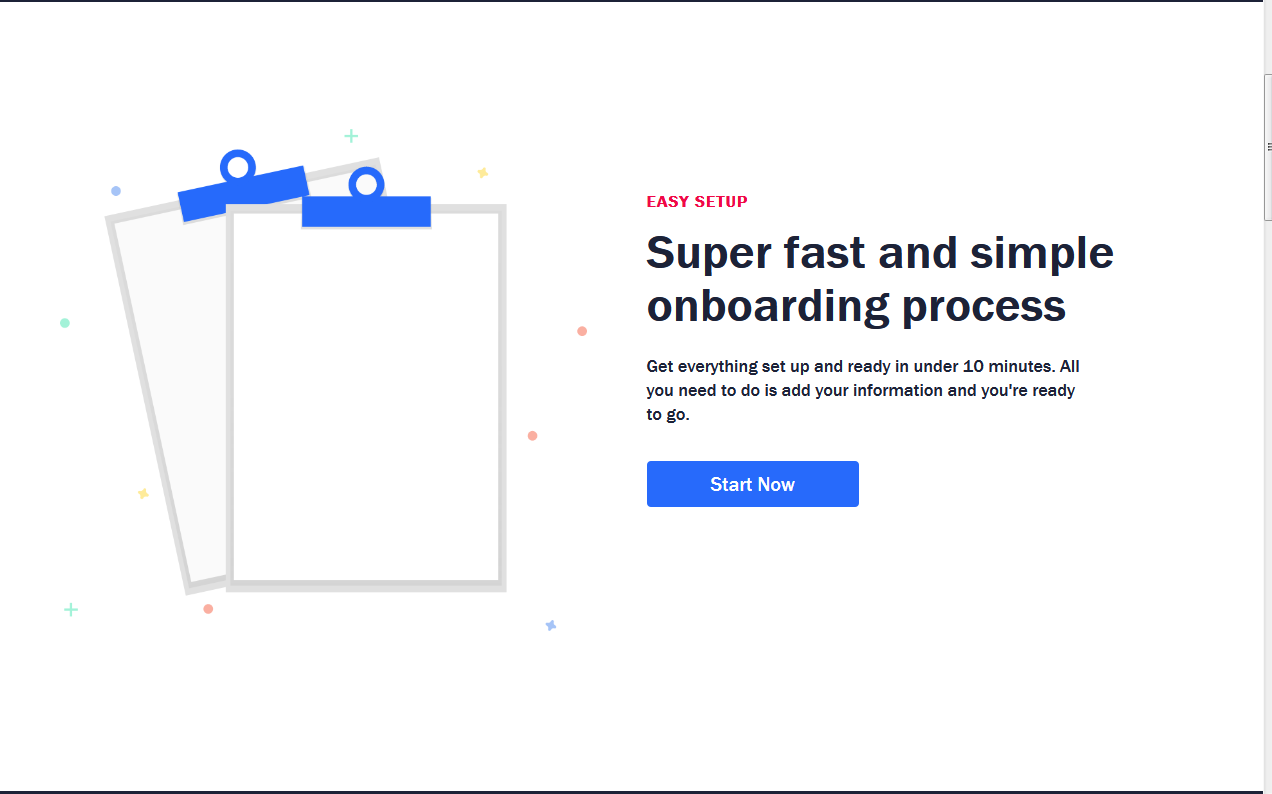 EASY SETUP
Super fast and simple
onboarding process
Get everything set up and ready in under 10 minutes. All
you need to do is add your information and you're ready
to go.
Start Now